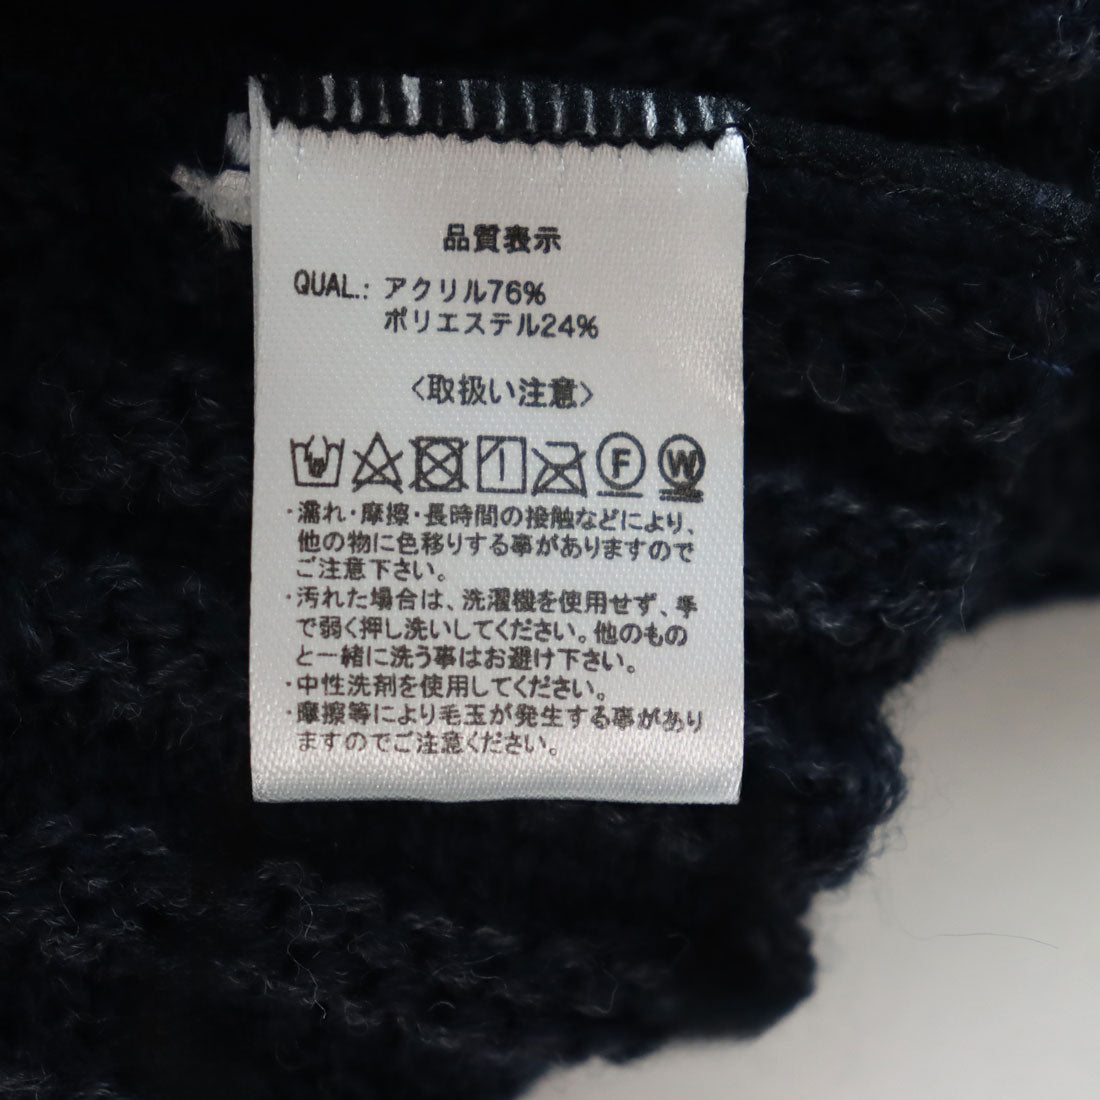 品質表示
QUAL.: アクリル76%
ポリエステル24%
〈取扱い注意〉
F W
・濡れ・摩擦・長時間の接触などにより、
他の物に色移りする事がありますので
ご注意下さい。
・汚れた場合は、洗濯機を使用せず、手
で弱く押し洗いしてください。他のもの
と一緒に洗う事はお避け下さい。
・中性洗剤を使用してください。
・摩擦等により毛玉が発生する事があり
ますのでご注意ください。